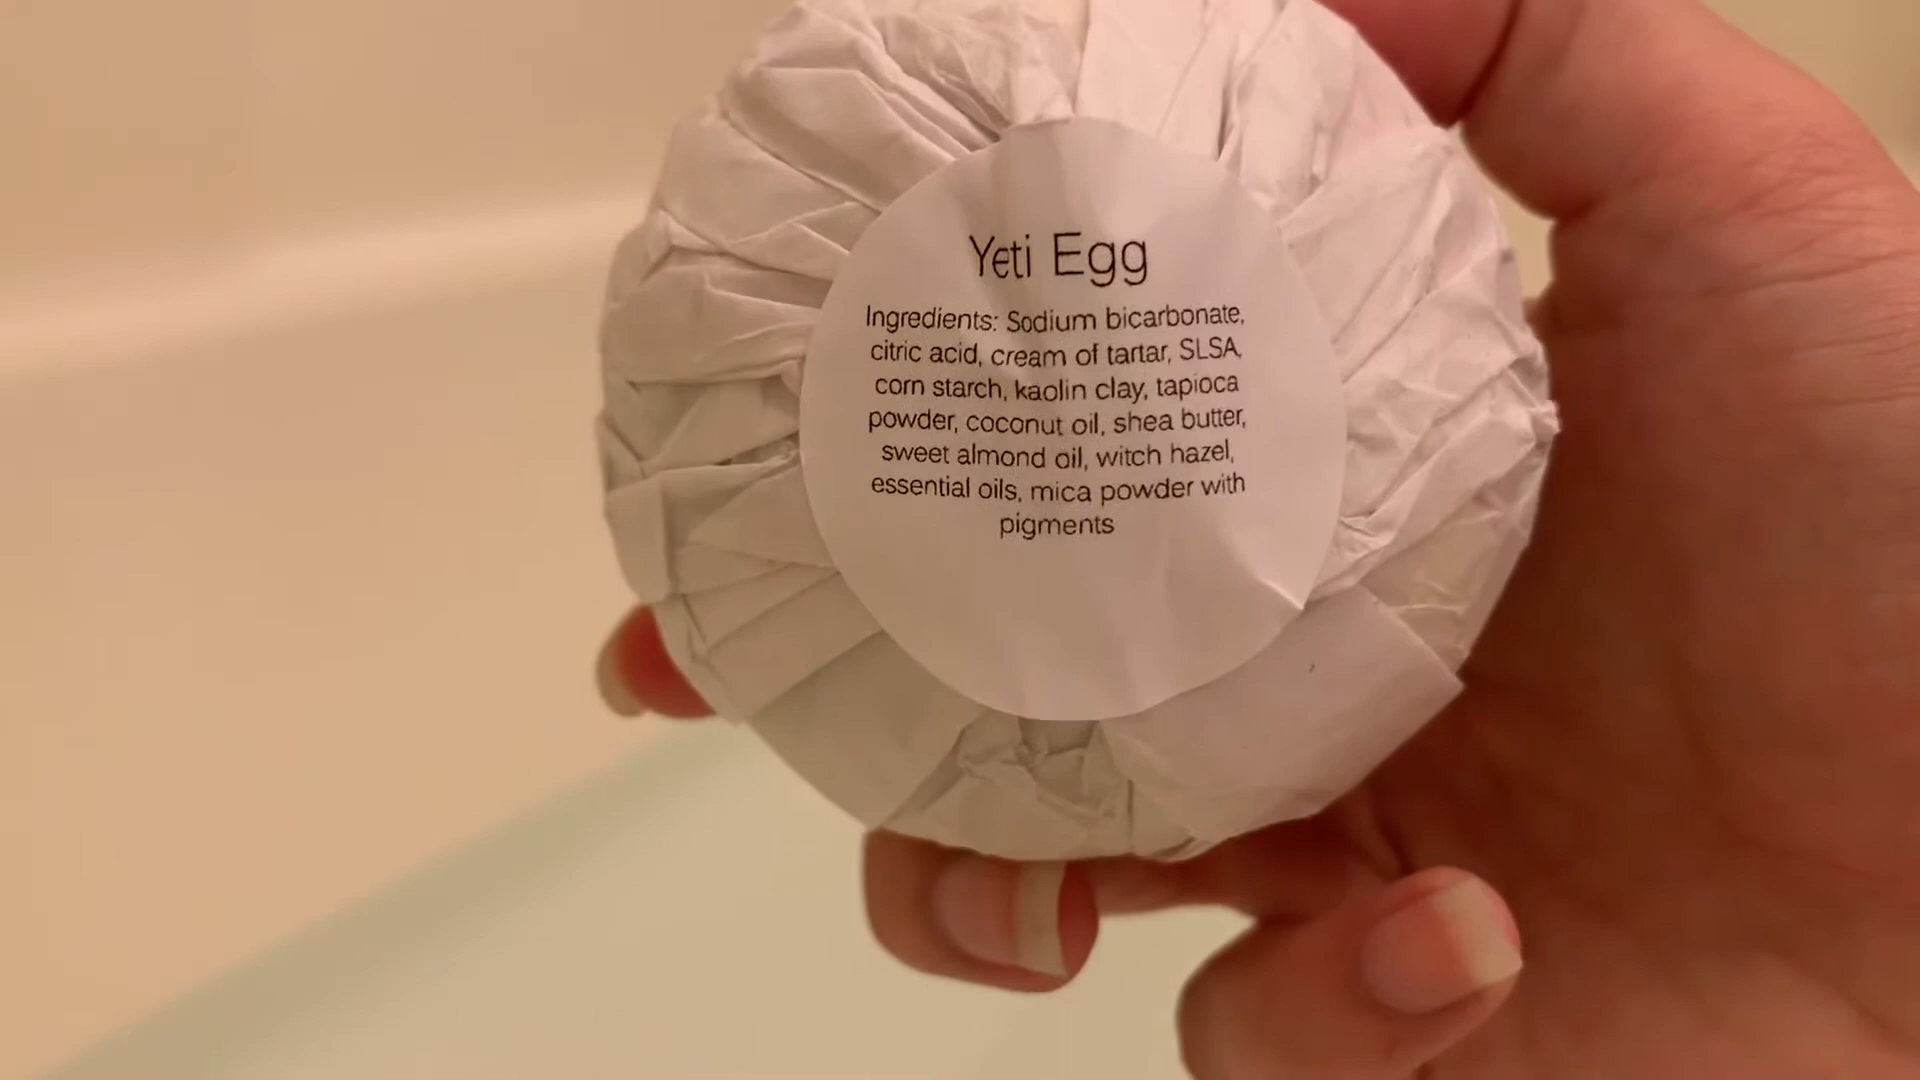 Yeti Egg
Ingredients: Sodium bicarbonate,
citric acid, cream of tartar, SLSA,
corn starch, kaolin clay, tapioca
powder, coconut oil, shea butter,
sweet almond oil, witch hazel,
essential oils, mica powder with
pigments